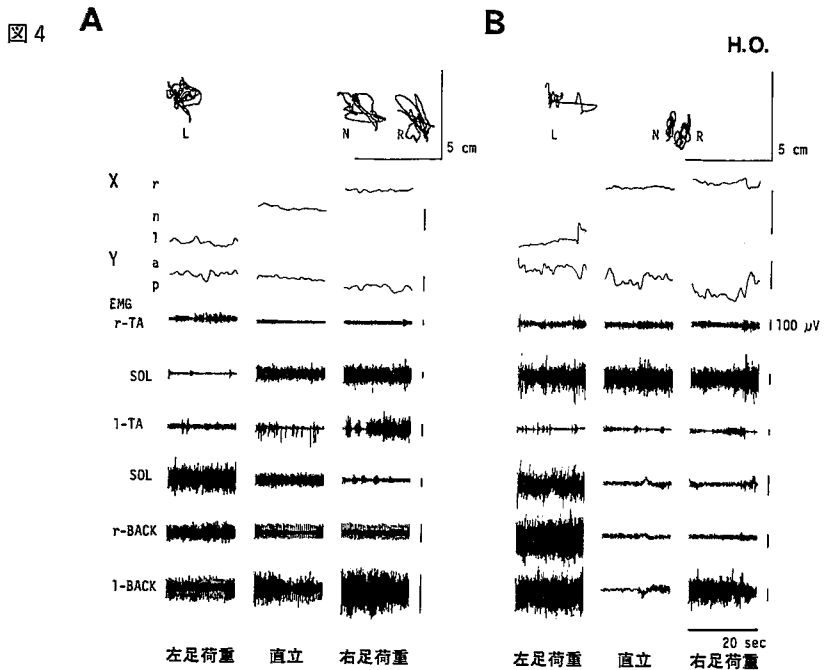 図4 A B
H.O.
L N R 5 cm L N R 5 cm
X r
n
l
Y a
p
EMG
r-TA 100 μV
SOL
l-TA
SOL
r-BACK
l-BACK
20 sec
左足荷重 直立 右足荷重 左足荷重 直立 右足荷重